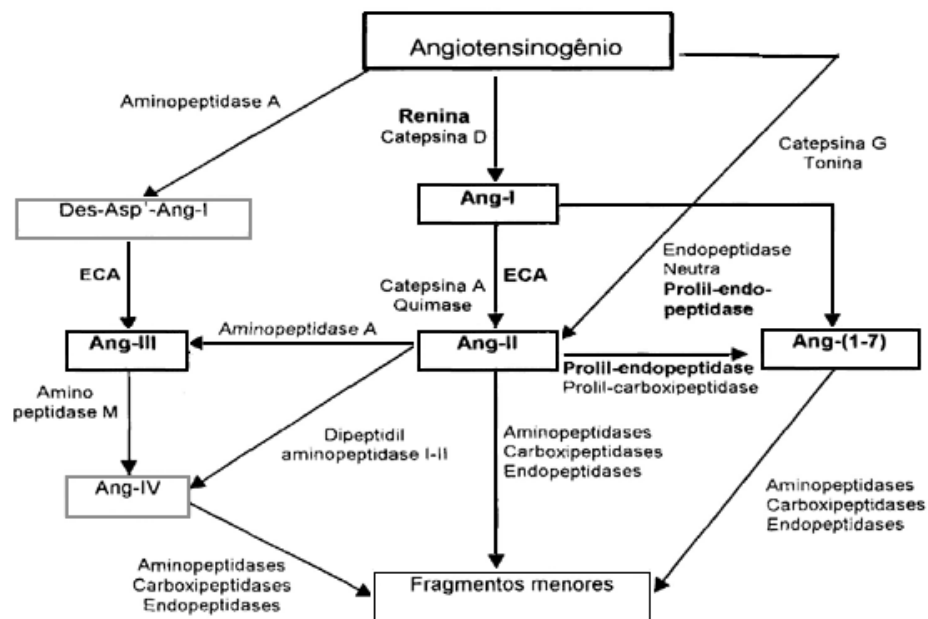 Angiotensinogênio
Aminopeptidase A
Renina
Catepsina D
Catepsina G
Tonina
Des-Asp'-Ang-I
Ang-I
ECA
Catepsina A
Quimase
ECA
Endopeptidase
Neutra
Prolil-endo-
peptidase
Ang-III
Aminopeptidase A
Ang-II
Prolil-endopeptidase
Prolil-carboxipeptidase
Ang-(1-7)
Amino
peptidase M
Dipeptidil
aminopeptidase I-II
Aminopeptidases
Carboxipeptidases
Endopeptidases
Ang-IV
Aminopeptidases
Carboxipeptidases
Endopeptidases
Aminopeptidases
Carboxipeptidases
Endopeptidases
Fragmentos menores